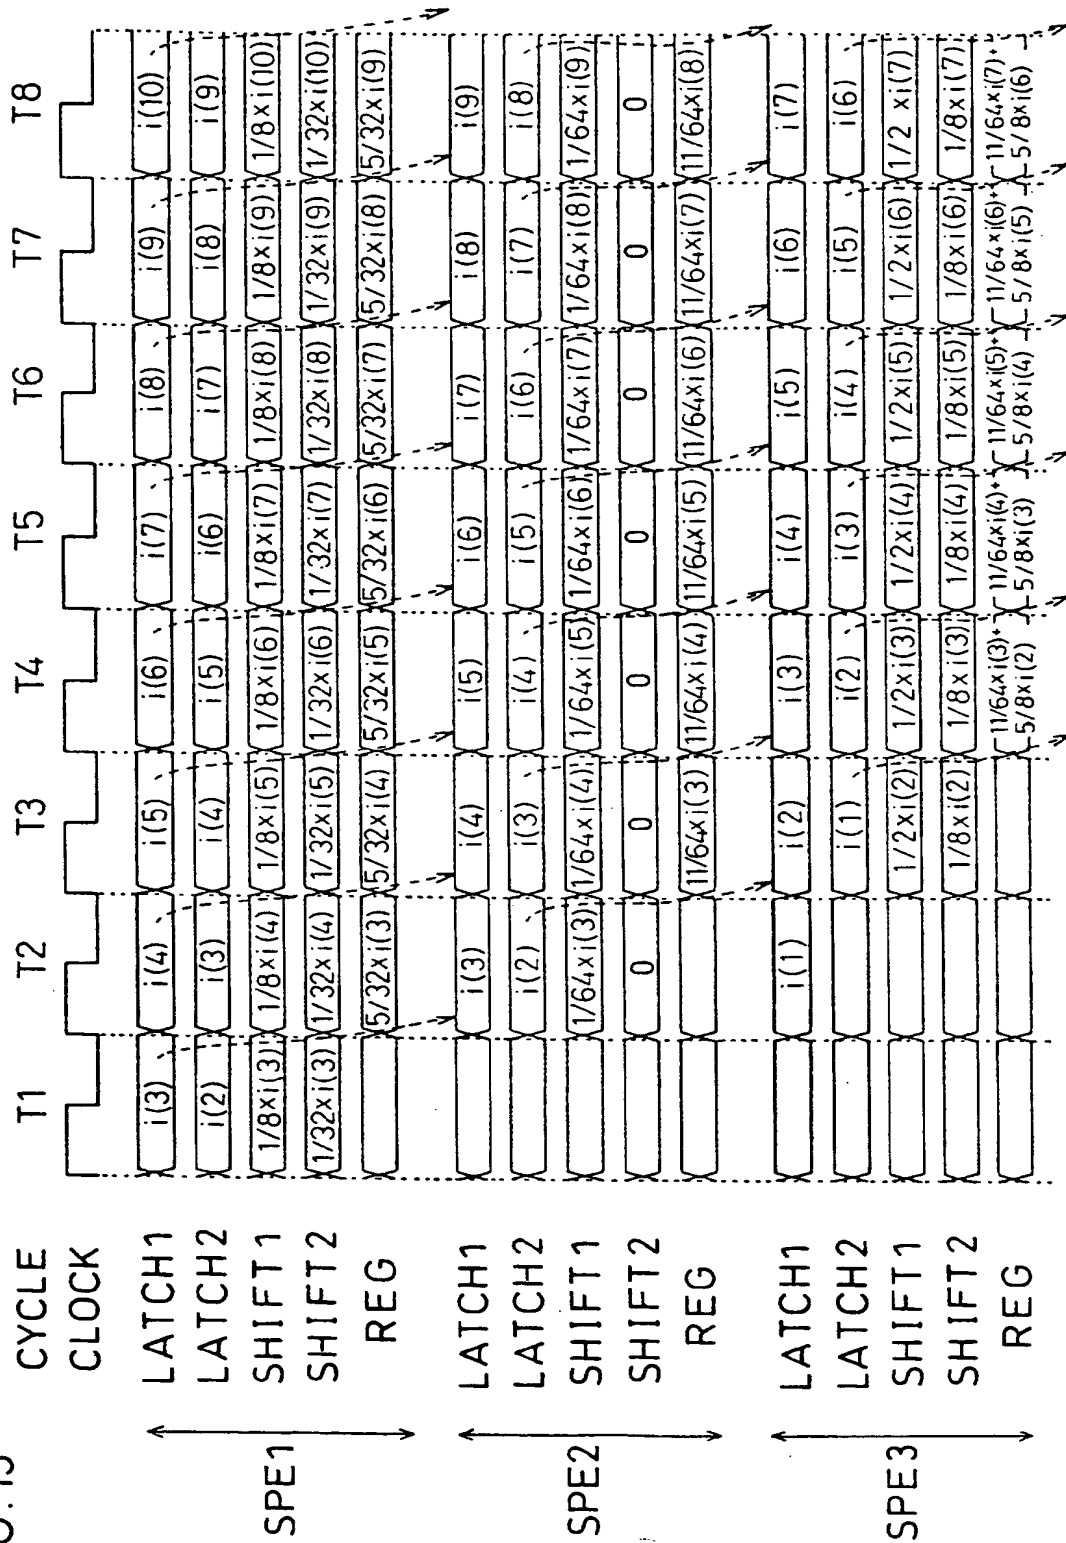 CYCLE T1 T2 T3 T4 T5 T6 T7 T8
CLOCK
SPE1
LATCH1 i(3) i(4) i(5) i(6) i(7) i(8) i(9) i(10)
LATCH2 i(2) i(3) i(4) i(5) i(6) i(7) i(8) i(9)
SHIFT1 1/8×i(3) 1/8×i(4) 1/8×i(5) 1/8×i(6) 1/8×i(7) 1/8×i(8) 1/8×i(9) 1/8×i(10)
SHIFT2 1/32×i(3) 1/32×i(4) 1/32×i(5) 1/32×i(6) 1/32×i(7) 1/32×i(8) 1/32×i(9) 1/32×i(10)
REG 5/32×i(3) 5/32×i(4) 5/32×i(5) 5/32×i(6) 5/32×i(7) 5/32×i(8) 5/32×i(9)
SPE2
LATCH1 i(3) i(4) i(5) i(6) i(7) i(8) i(9)
LATCH2 i(2) i(3) i(4) i(5) i(6) i(7) i(8)
SHIFT1 1/64×i(3) 1/64×i(4) 1/64×i(5) 1/64×i(6) 1/64×i(7) 1/64×i(8) 1/64×i(9)
SHIFT2 0 0 0 0 0 0 0
REG 11/64×i(3) 11/64×i(4) 11/64×i(5) 11/64×i(6) 11/64×i(7) 11/64×i(8)
SPE3
LATCH1 i(1) i(2) i(3) i(4) i(5) i(6) i(7)
LATCH2 i(1) i(2) i(3) i(4) i(5) i(6)
SHIFT1 1/2×i(2) 1/2×i(3) 1/2×i(4) 1/2×i(5) 1/2×i(6) 1/2×i(7)
SHIFT2 1/8×i(2) 1/8×i(3) 1/8×i(4) 1/8×i(5) 1/8×i(6) 1/8×i(7)
REG 11/64×i(3)+ 11/64×i(4)+ 11/64×i(5)+ 11/64×i(6)+ 11/64×i(7)+
5/8×i(2) 5/8×i(3) 5/8×i(4) 5/8×i(5) 5/8×i(6)